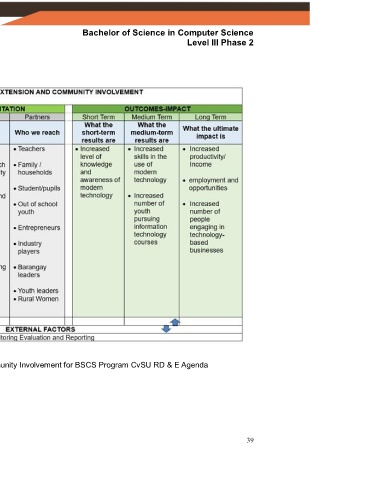 Bachelor of Science in Computer Science
Level III Phase 2
EXTENSION AND COMMUNITY INVOLVEMENT
TATION
OUTCOMES-IMPACT
Partners
Short Term
Medium Term
Long Term
Who we reach
What the
short-term
results are
What the
medium-term
results are
What the ultimate
impact is
• Teachers
• Family /
households
• Student/pupils
• Out of school
youth
• Entrepreneurs
• Industry
players
• Barangay
leaders
• Youth leaders
• Rural Women
• Increased
level of
knowledge
and
awareness of
modern
technology
• Increased
skills in the
use of
modern
technology
• Increased
number of
youth
pursuing
information
technology
courses
• Increased
productivity/
Income
• employment and
opportunities
• Increased
number of
people
engaging in
technology-
based
businesses
ch
ty
nd
ng
EXTERNAL FACTORS
itoring Evaluation and Reporting
unity Involvement for BSCS Program CvSU RD & E Agenda
39